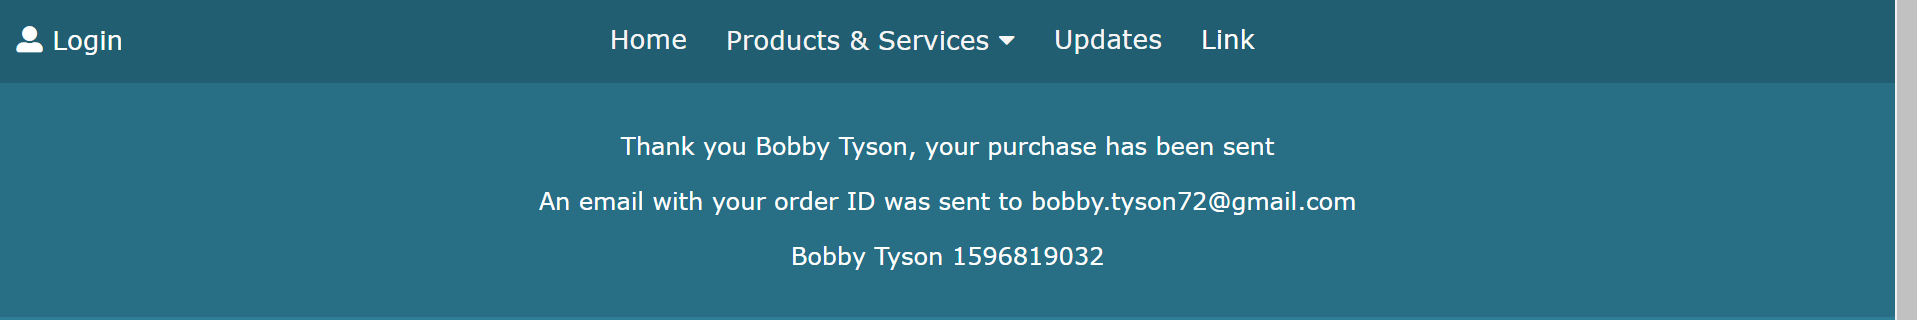 Login Home Products & Services Updates Link
Thank you Bobby Tyson, your purchase has been sent
An email with your order ID was sent to bobby.tyson72@gmail.com
Bobby Tyson 1596819032